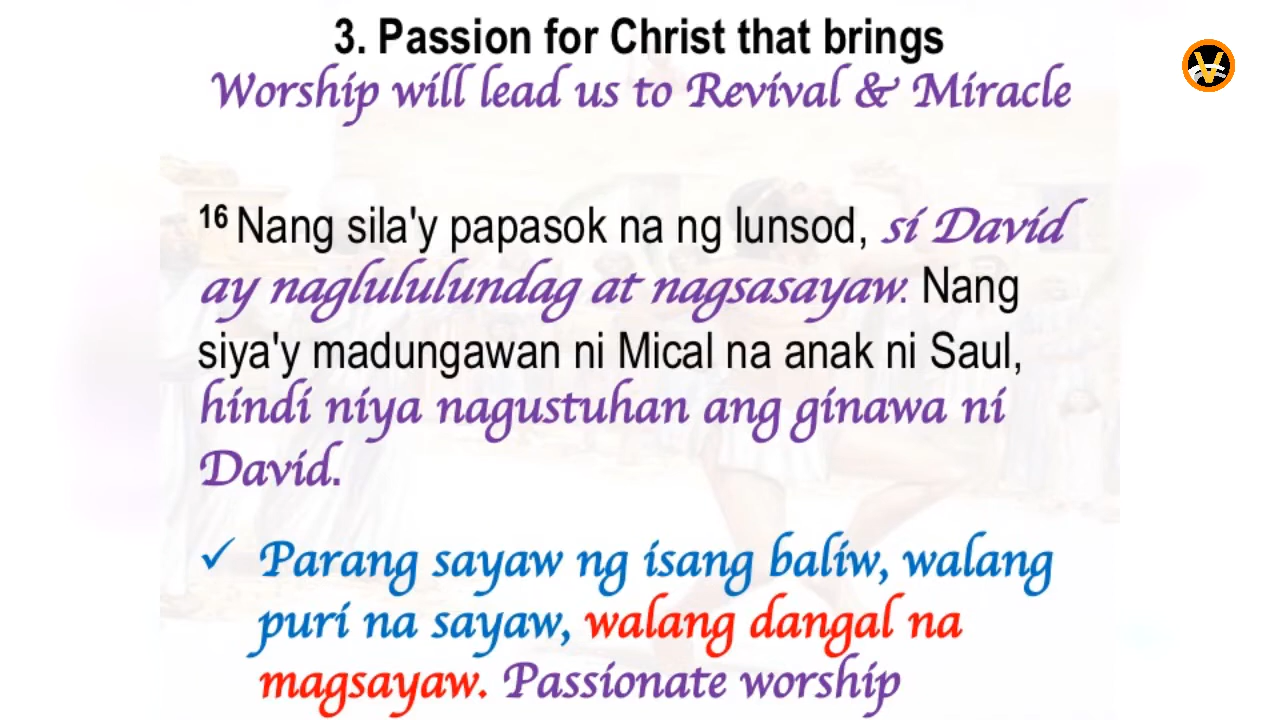 3. Passion for Christ that brings
Worship will lead us to Revival & Miracle
16 Nang sila'y papasok na ng lunsod, si David
ay naglululundag at nagsasayaw. Nang
siya'y madungawan ni Mical na anak ni Saul,
hindi niya nagustuhan ang ginawa ni
David.
✓ Parang sayaw ng isang baliw, walang
puri na sayaw, walang dangal na
magsayaw. Passionate worship
V